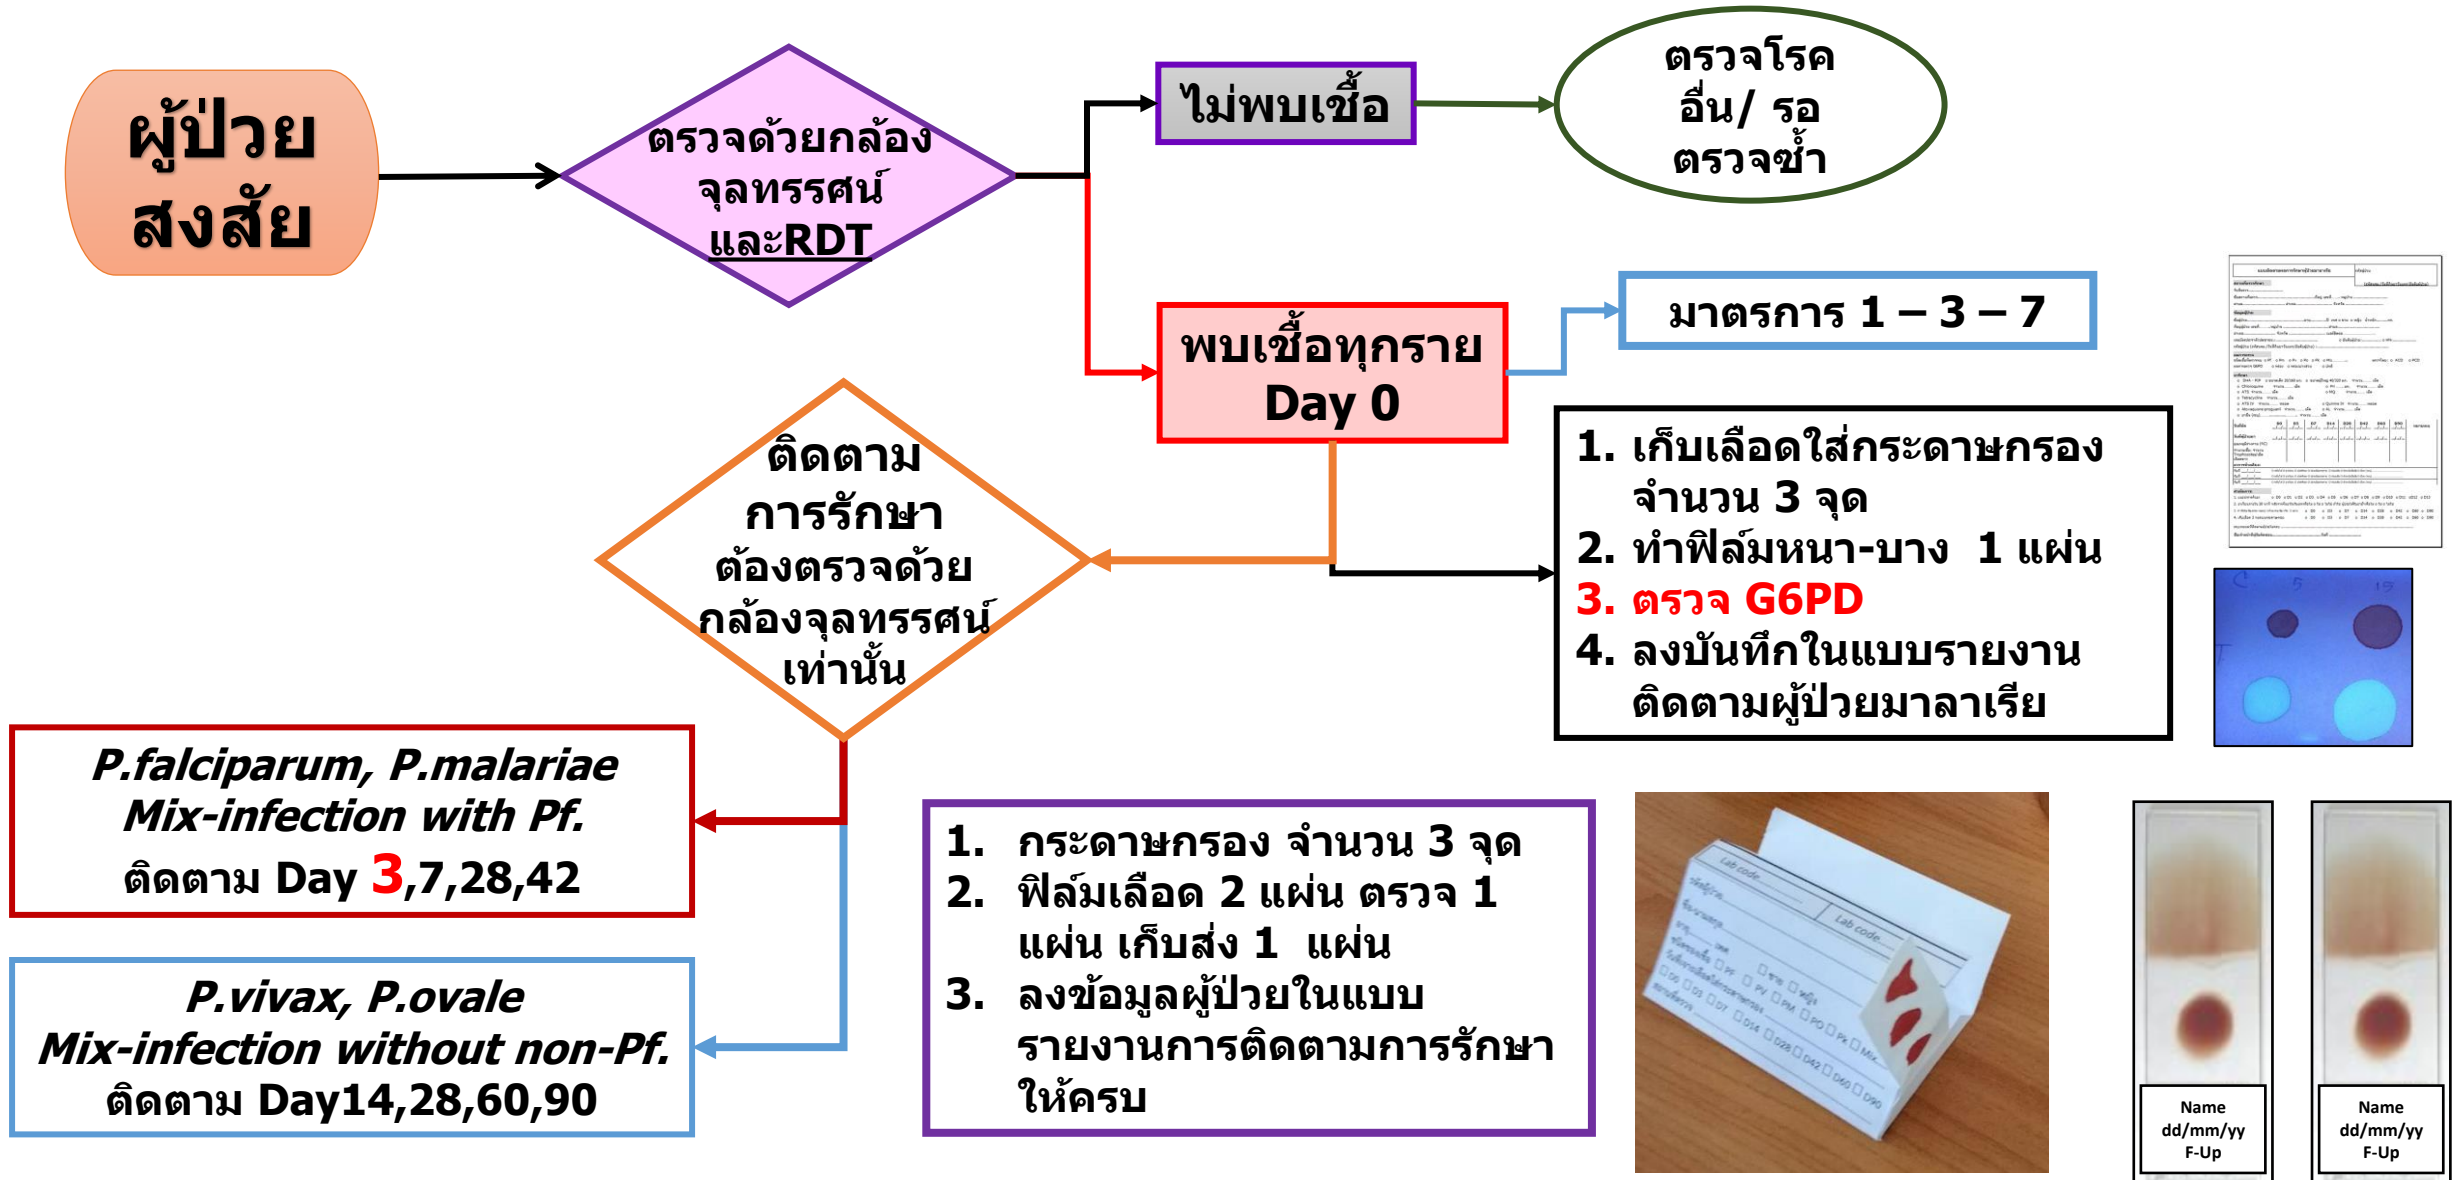 ผู้ป่วย
สงสัย
ตรวจด้วยกล้อง
จุลทรรศน์
และRDT
ไม่พบเชื้อ
ตรวจโรค
อื่น/ รอ
ตรวจซ้ำ
พบเชื้อทุกราย
Day 0
มาตรการ 1 – 3 – 7
1. เก็บเลือดใส่กระดาษกรอง
จำนวน 3 จุด
2. ทำฟิล์มหนา-บาง 1 แผ่น
3. ตรวจ G6PD
4. ลงบันทึกในแบบรายงาน
ติดตามผู้ป่วยมาลาเรีย
ติดตาม
การรักษา
ต้องตรวจด้วย
กล้องจุลทรรศน์
เท่านั้น
P.falciparum, P.malariae
Mix-infection with Pf.
ติดตาม Day 3,7,28,42
P.vivax, P.ovale
Mix-infection without non-Pf.
ติดตาม Day14,28,60,90
1. กระดาษกรอง จำนวน 3 จุด
2. ฟิล์มเลือด 2 แผ่น ตรวจ 1
แผ่น เก็บส่ง 1 แผ่น
3. ลงข้อมูลผู้ป่วยในแบบ
รายงานการติดตามการรักษา
ให้ครบ
Lab code
Lab code
PF PV PM PO Pk Mix
D0 D3 D7 D14 D28 D42 D60 D90
Name
dd/mm/yy
F-Up
Name
dd/mm/yy
F-Up